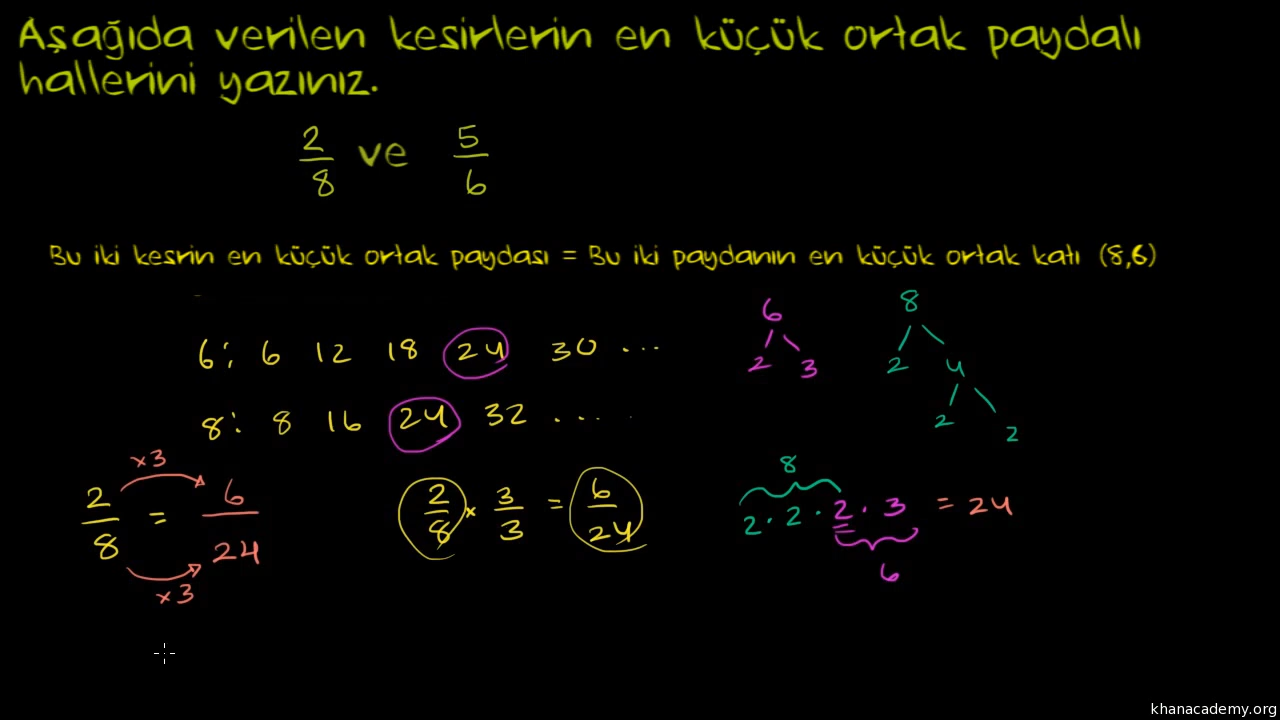 Aşağıda verilen kesirlerin en küçük ortak paydalı
hallerini yazınız.
2/8 ve 5/6
Bu iki kesrin en küçük ortak paydası = Bu iki paydanın en küçük ortak katı (8,6)
6: 6 12 18 24 30 ...
8: 8 16 24 32 ....
6
2 3
8
2 4
2 2
×3
2/8 = 6/24
×3
2/8 × 3/3 = 6/24
8
2 · 2 · 2 · 3 = 24
6
khanacademy.org